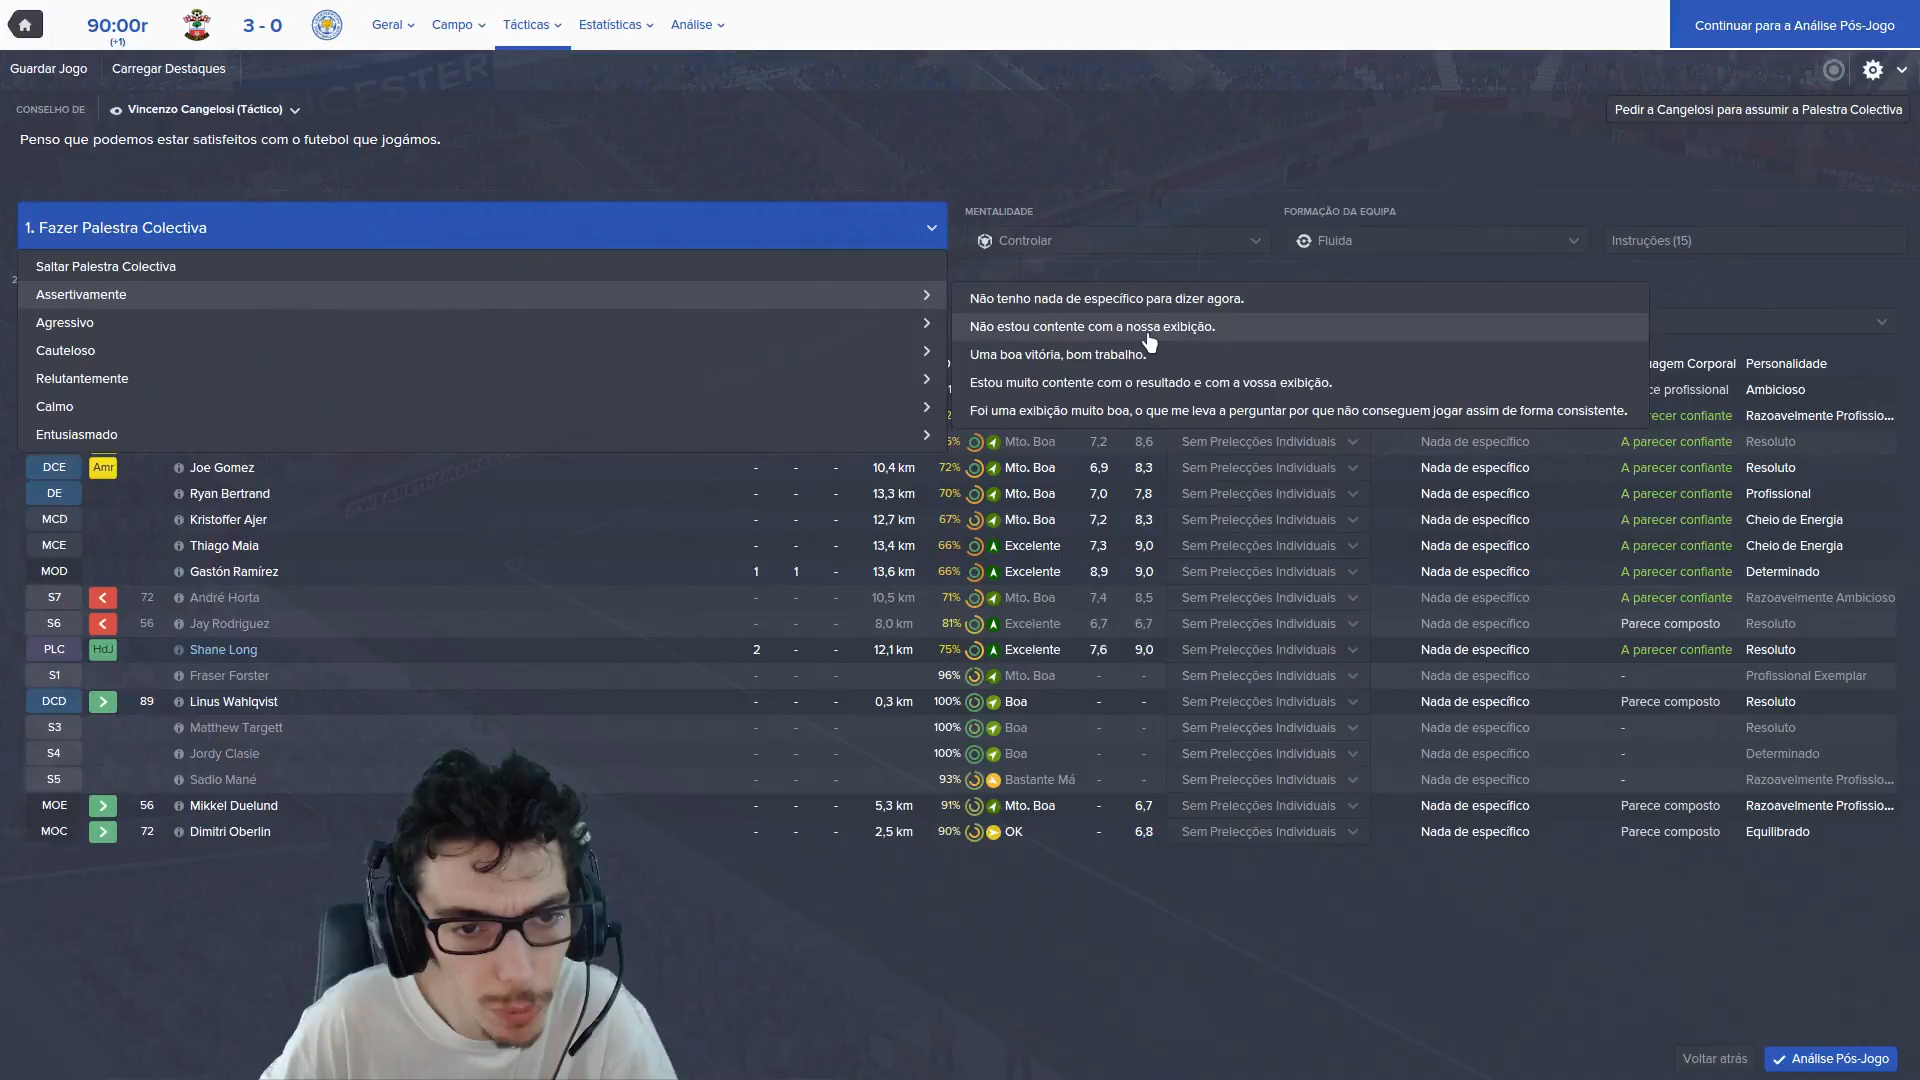 90:00r
(+1)
3 - 0
Geral
Campo
Tácticas
Estatísticas
Análise
Continuar para a Análise Pós-Jogo
Guardar Jogo
Carregar Destaques
CONSELHO DE
Vincenzo Cangelosi (Táctico)
Pedir a Cangelosi para assumir a Palestra Colectiva
Penso que podemos estar satisfeitos com o futebol que jogámos.
1. Fazer Palestra Colectiva
MENTALIDADE
FORMAÇÃO DA EQUIPA
Controlar
Fluida
Instruções (15)
Saltar Palestra Colectiva
Assertivamente
Agressivo
Cauteloso
Relutantemente
Calmo
Entusiasmado
Não tenho nada de específico para dizer agora.
Não estou contente com a nossa exibição.
Uma boa vitória, bom trabalho.
Estou muito contente com o resultado e com a vossa exibição.
Foi uma exibição muito boa, o que me leva a perguntar por que não conseguem jogar assim de forma consistente.
uagem Corporal Personalidade
ce profissional Ambicioso
recer confiante Razoavelmente Profissio...
Mto. Boa 7,2 8,6 Sem Prelecções Individuais Nada de específico A parecer confiante Resoluto
DCE Amr Joe Gomez - - - 10,4 km 72% Mto. Boa 6,9 8,3 Sem Prelecções Individuais Nada de específico A parecer confiante Resoluto
DE Ryan Bertrand - - - 13,3 km 70% Mto. Boa 7,0 7,8 Sem Prelecções Individuais Nada de específico A parecer confiante Profissional
MCD Kristoffer Ajer - - - 12,7 km 67% Mto. Boa 7,2 8,3 Sem Prelecções Individuais Nada de específico A parecer confiante Cheio de Energia
MCE Thiago Maia - - - 13,4 km 66% Excelente 7,3 9,0 Sem Prelecções Individuais Nada de específico A parecer confiante Cheio de Energia
MOD Gastón Ramírez 1 1 - 13,6 km 66% Excelente 8,9 9,0 Sem Prelecções Individuais Nada de específico A parecer confiante Determinado
S7 72 André Horta - - - 10,5 km 71% Mto. Boa 7,4 8,5 Sem Prelecções Individuais Nada de específico A parecer confiante Razoavelmente Ambicioso
S6 56 Jay Rodriguez - - - 8,0 km 81% Excelente 6,7 6,7 Sem Prelecções Individuais Nada de específico Parece composto Resoluto
PLC HdJ Shane Long 2 - - 12,1 km 75% Excelente 7,6 9,0 Sem Prelecções Individuais Nada de específico A parecer confiante Resoluto
S1 Fraser Forster - - - 96% Mto. Boa - - Sem Prelecções Individuais Nada de específico - Profissional Exemplar
DCD 89 Linus Wahlqvist - - - 0,3 km 100% Boa - - Sem Prelecções Individuais Nada de específico Parece composto Resoluto
S3 Matthew Targett - - - 100% Boa - - Sem Prelecções Individuais Nada de específico - Resoluto
S4 Jordy Clasie - - - 100% Boa - - Sem Prelecções Individuais Nada de específico - Determinado
S5 Sadio Mané - - - 93% Bastante Má - - Sem Prelecções Individuais Nada de específico - Razoavelmente Profissio...
MOE 56 Mikkel Duelund - - - 5,3 km 91% Mto. Boa - 6,7 Sem Prelecções Individuais Nada de específico Parece composto Razoavelmente Profissio...
MOC 72 Dimitri Oberlin - - - 2,5 km 90% OK - 6,8 Sem Prelecções Individuais Nada de específico Parece composto Equilibrado
Voltar atrás
Análise Pós-Jogo